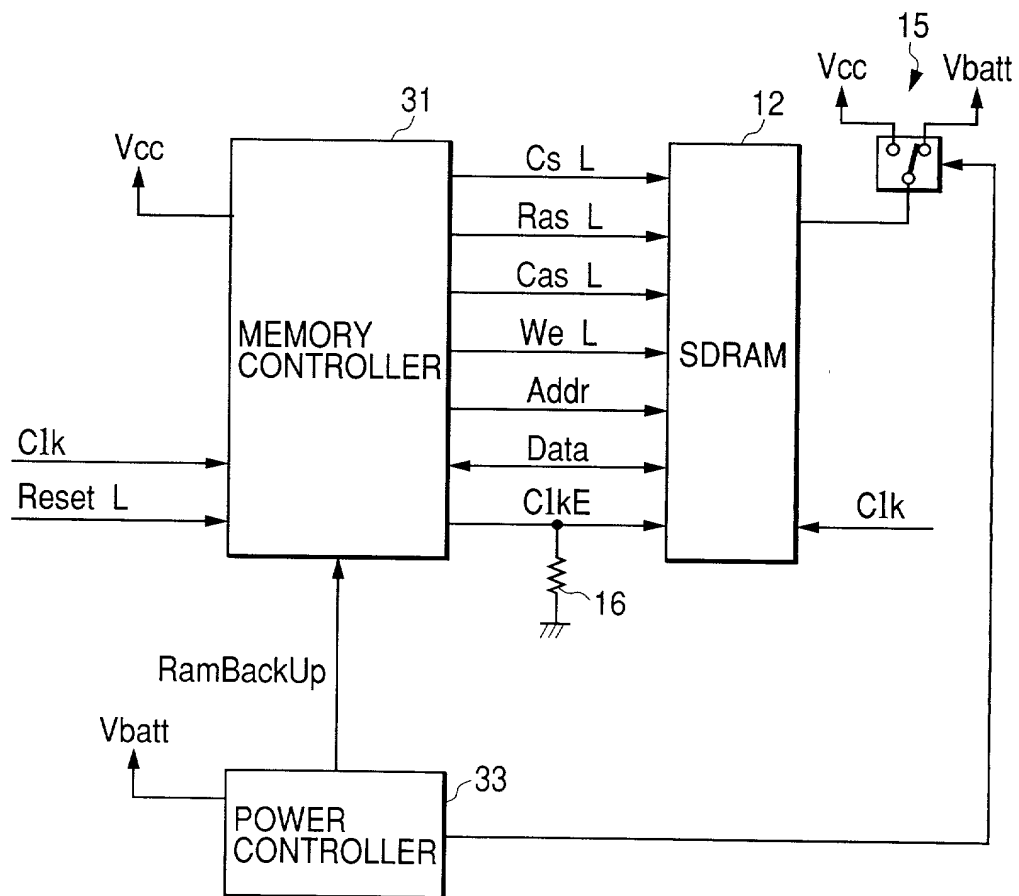 15
Vcc
Vbatt
31
12
Vcc
Cs L
Ras L
Cas L
We L
Addr
Data
ClkE
MEMORY
CONTROLLER
SDRAM
Clk
Reset L
Clk
16
RamBackUp
Vbatt
33
POWER
CONTROLLER